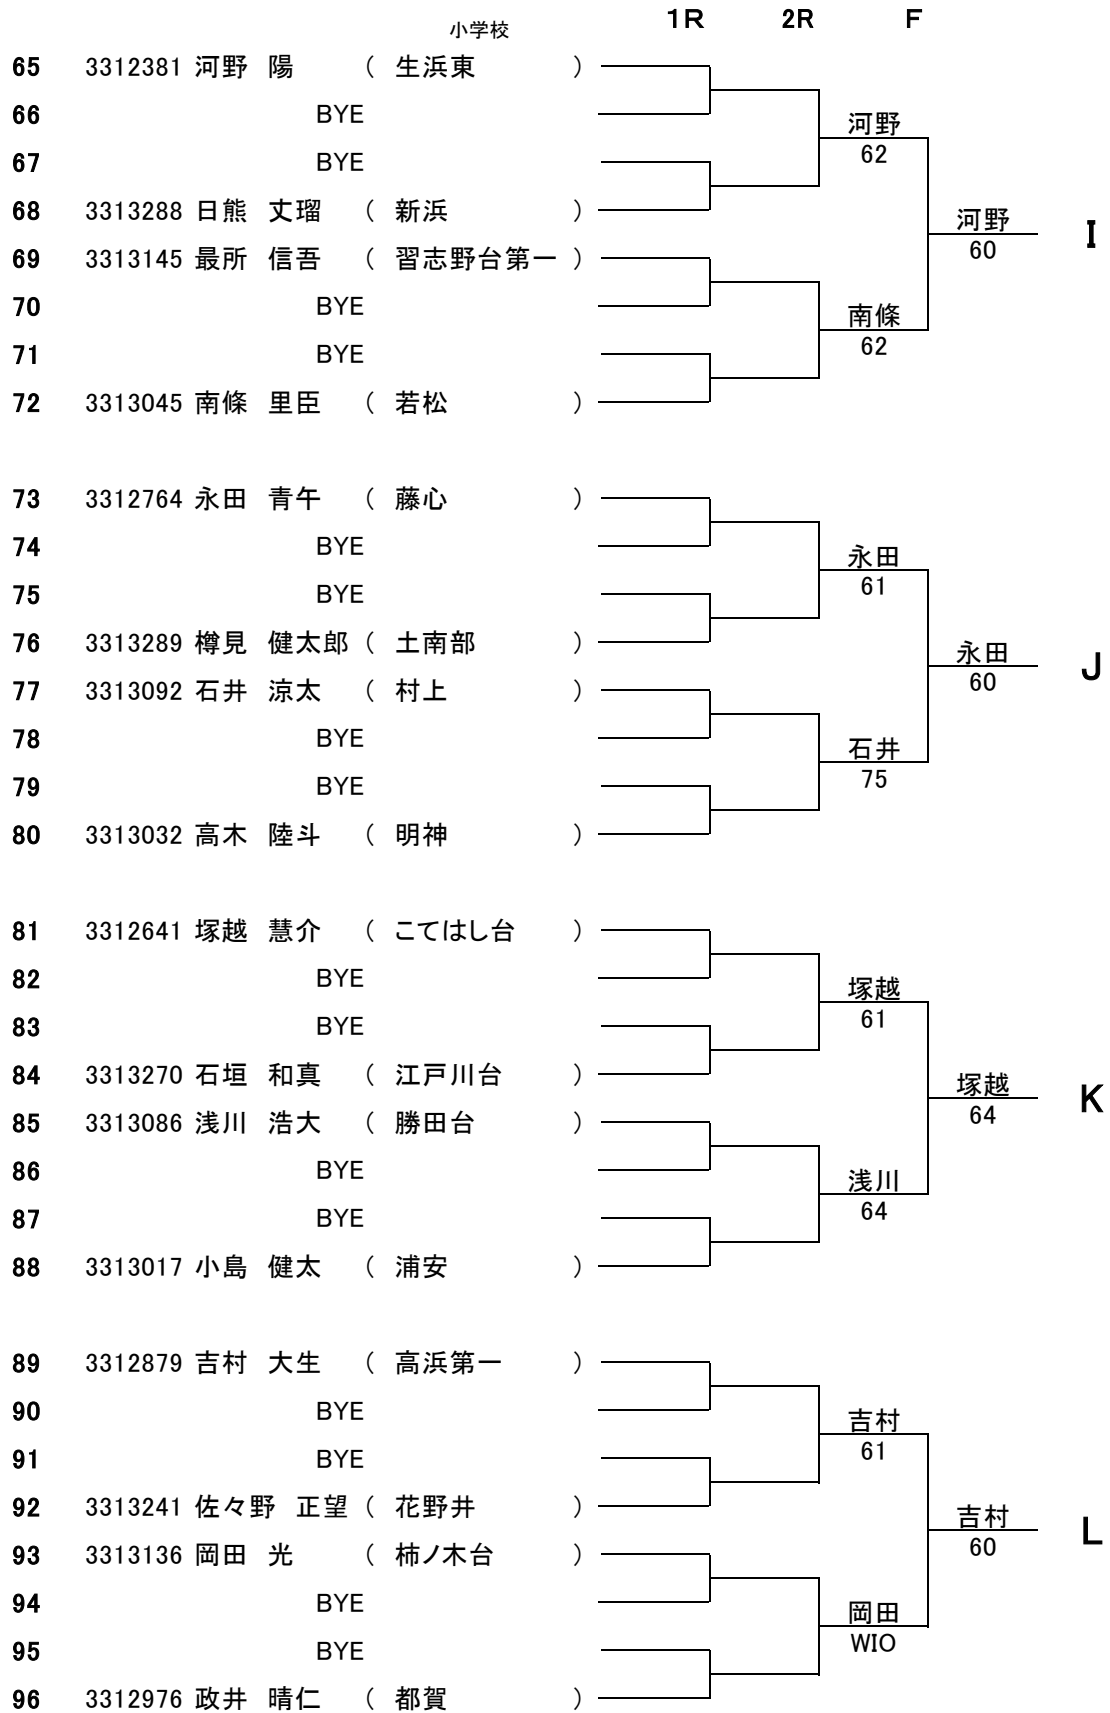 小学校 1R 2R F
65 3312381 河野 陽 ( 生浜東 )
66 BYE
河野
67 BYE
62
68 3313288 日熊 丈瑠 ( 新浜 )
河野
I
69 3313145 最所 信吾 ( 習志野台第一 )
60
70 BYE
南條
71 BYE
62
72 3313045 南條 里臣 ( 若松 )
73 3312764 永田 青午 ( 藤心 )
74 BYE
永田
75 BYE
61
76 3313289 樽見 健太郎 ( 土南部 )
永田
J
77 3313092 石井 涼太 ( 村上 )
60
78 BYE
石井
79 BYE
75
80 3313032 高木 陸斗 ( 明神 )
81 3312641 塚越 慧介 ( こてはし台 )
82 BYE
塚越
83 BYE
61
84 3313270 石垣 和真 ( 江戸川台 )
塚越
K
85 3313086 浅川 浩大 ( 勝田台 )
64
86 BYE
浅川
87 BYE
64
88 3313017 小島 健太 ( 浦安 )
89 3312879 吉村 大生 ( 高浜第一 )
90 BYE
吉村
91 BYE
61
92 3313241 佐々野 正望 ( 花野井 )
吉村
L
93 3313136 岡田 光 ( 柿ノ木台 )
60
94 BYE
岡田
95 BYE
WIO
96 3312976 政井 晴仁 ( 都賀 )